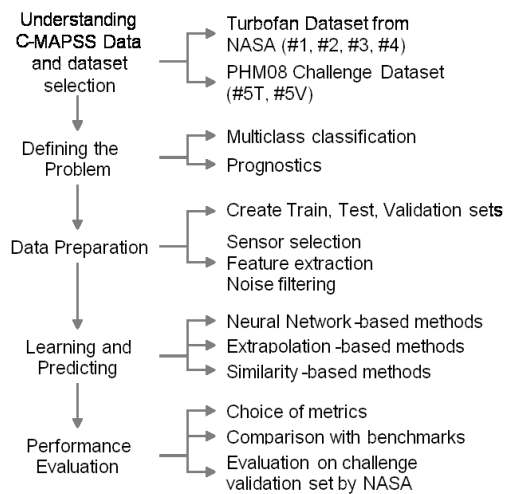 Understanding
C-MAPSS Data
and dataset
selection
Turbofan Dataset from
NASA (#1, #2, #3, #4)
PHM08 Challenge Dataset
(#5T, #5V)
Defining the
Problem
Multiclass classification
Prognostics
Data Preparation
Create Train, Test, Validation sets
Sensor selection
Feature extraction
Noise filtering
Learning and
Predicting
Neural Network-based methods
Extrapolation-based methods
Similarity-based methods
Performance
Evaluation
Choice of metrics
Comparison with benchmarks
Evaluation on challenge
validation set by NASA